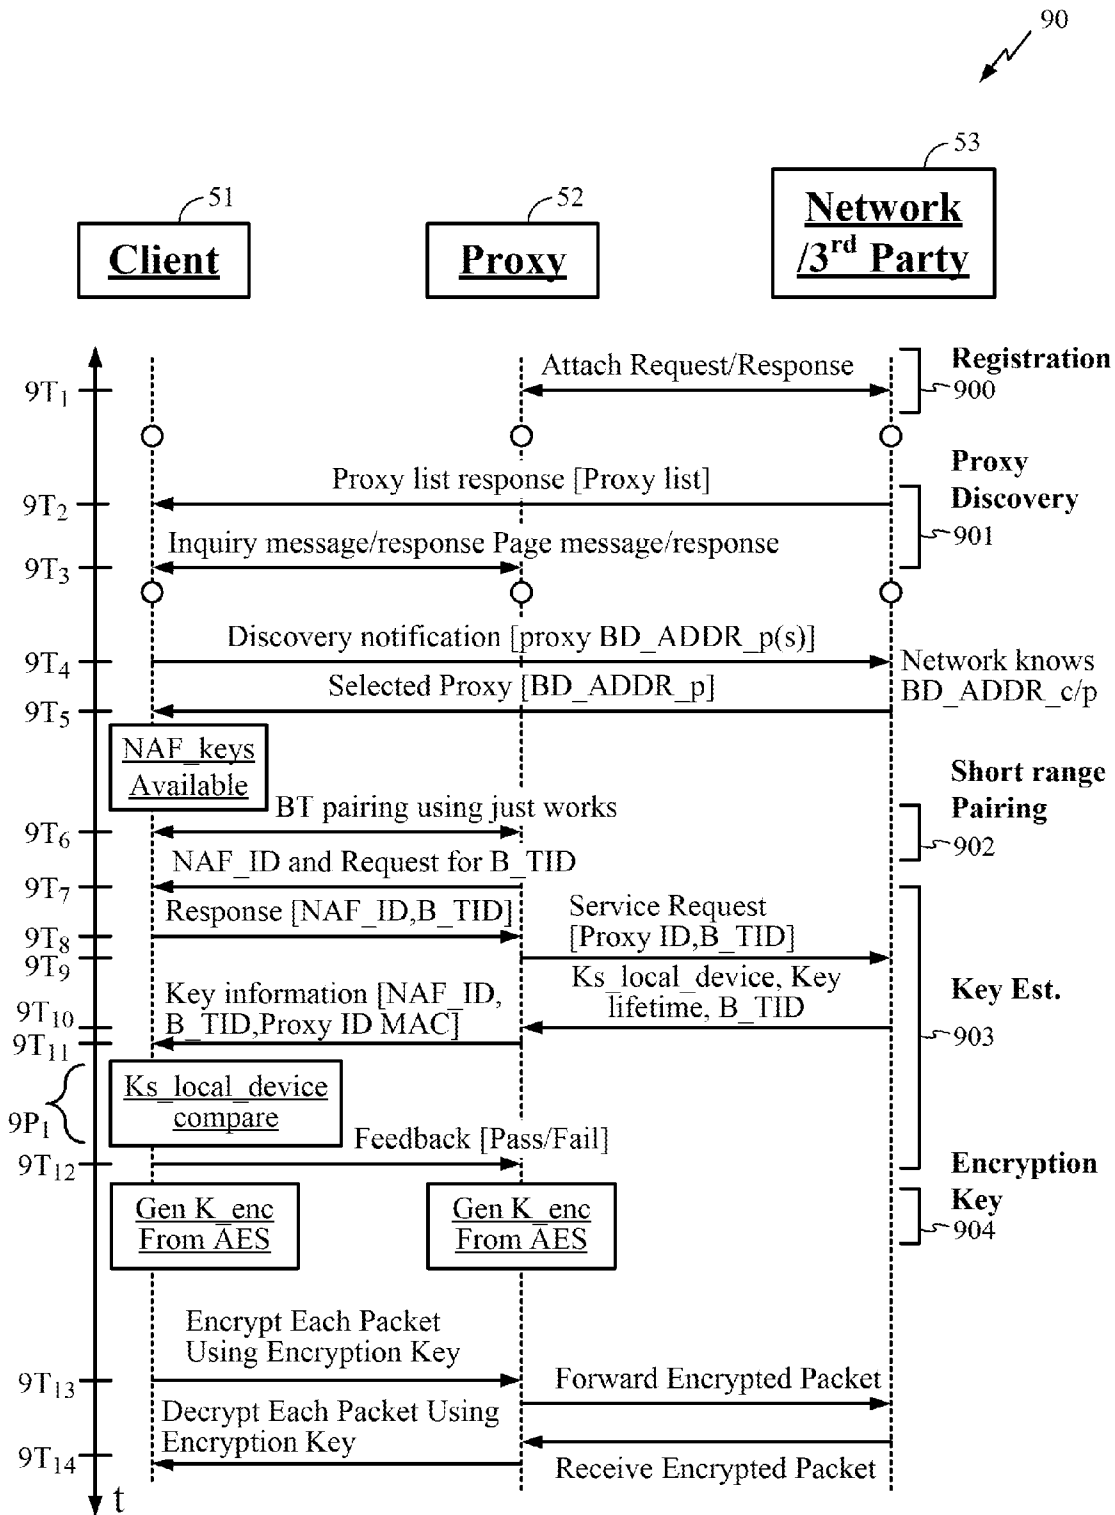 90
51
52
53
Client
Proxy
Network
/3rd Party
Registration
900
9T1
Attach Request/Response
Proxy
Discovery
901
9T2
Proxy list response [Proxy list]
9T3
Inquiry message/response Page message/response
9T4
Discovery notification [proxy BD_ADDR_p(s)]
Network knows
BD_ADDR_c/p
9T5
Selected Proxy [BD_ADDR_p]
NAF_keys
Available
Short range
Pairing
902
9T6
BT pairing using just works
9T7
NAF_ID and Request for B_TID
9T8
Response [NAF_ID,B_TID]
9T9
Service Request
[Proxy ID,B_TID]
Key Est.
903
9T10
Ks_local_device, Key
lifetime, B_TID
9T11
Key information [NAF_ID,
B_TID,Proxy ID MAC]
9P1
Ks_local_device
compare
9T12
Feedback [Pass/Fail]
Encryption
Key
904
Gen K_enc
From AES
Gen K_enc
From AES
9T13
Encrypt Each Packet
Using Encryption Key
Forward Encrypted Packet
9T14
Decrypt Each Packet Using
Encryption Key
Receive Encrypted Packet
t